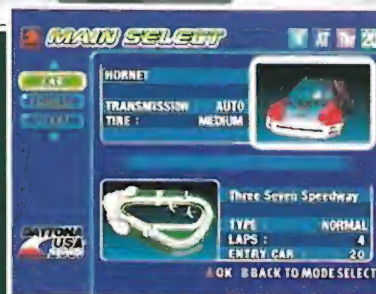 MAIN SELECT
CAR
HORNET
TRANSMISSION : AUTO
TIRE : MEDIUM
Three Seven Speedway
TYPE NORMAL
LAPS : 4
ENTRY CAR 20
DAYTONA
USA
A OK B BACK TO MODE SELECT